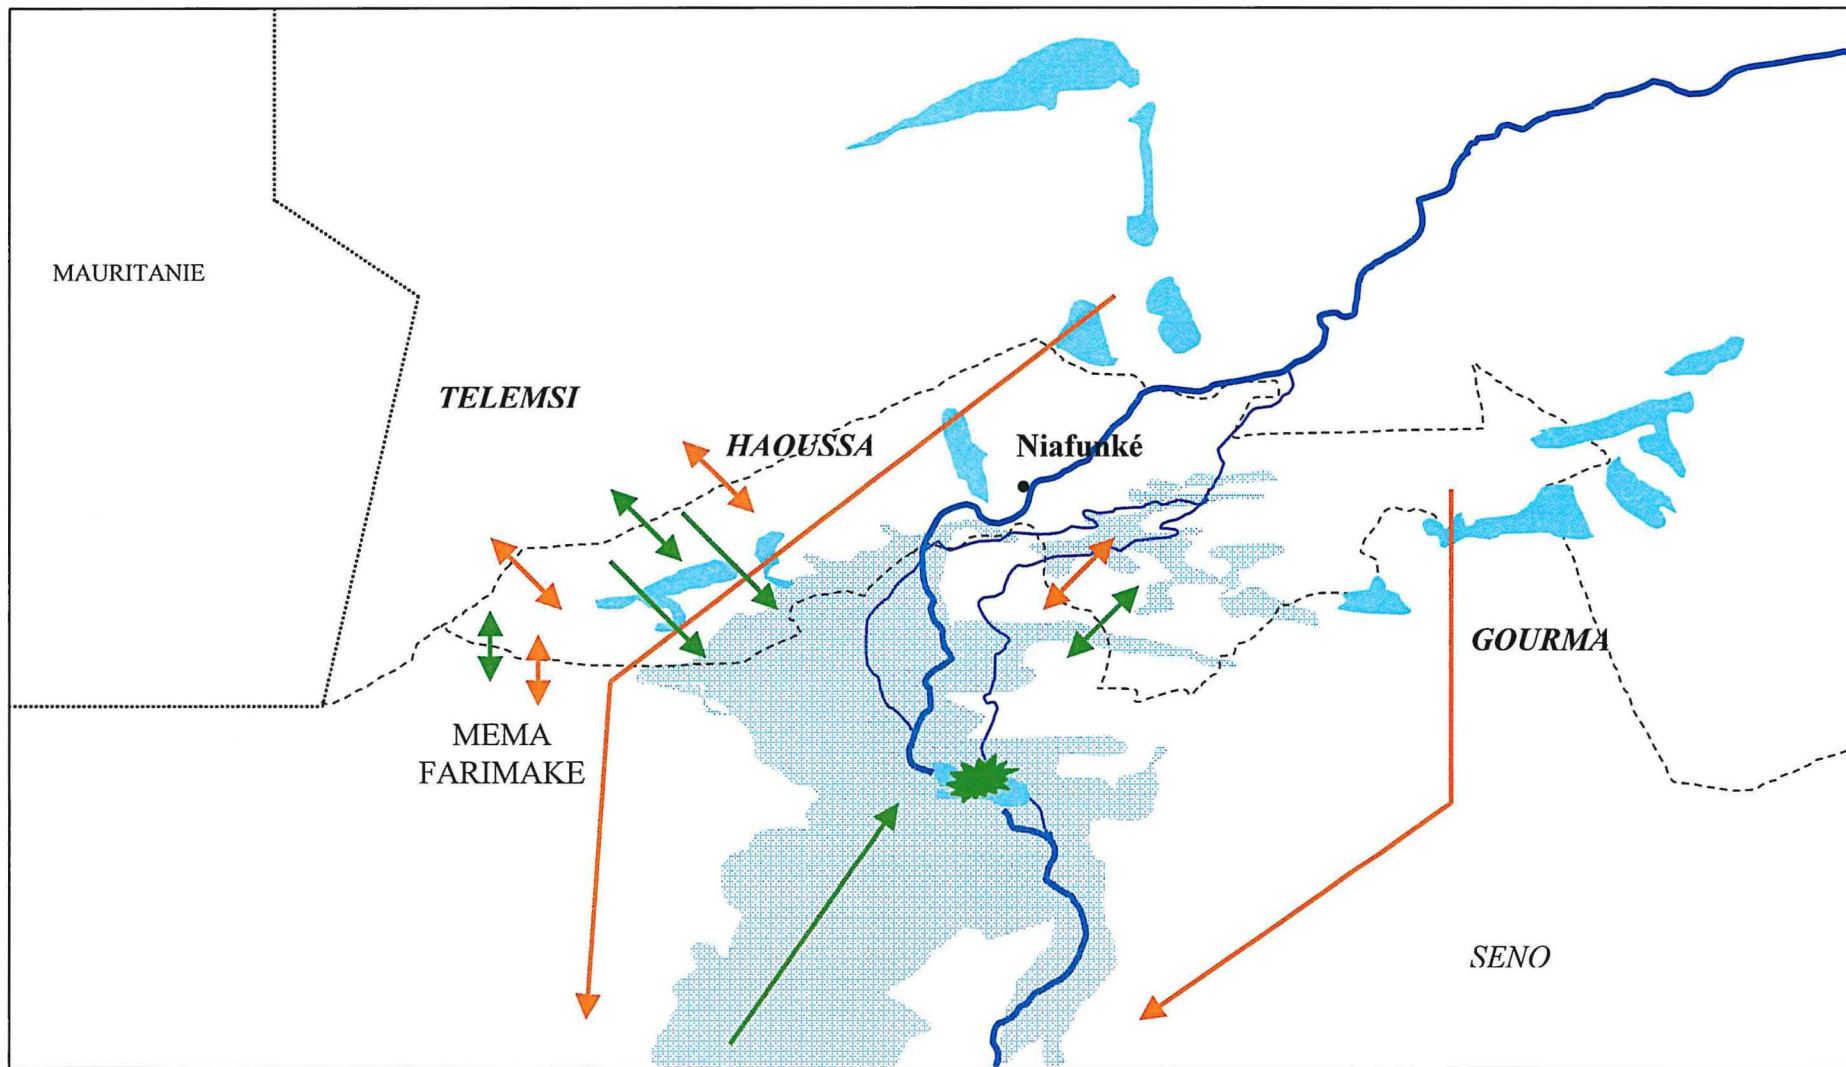 MAURITANIE
TELEMSI
HAOUSSA
Niafunké
GOURMA
MEMA
FARIMAKE
SENO